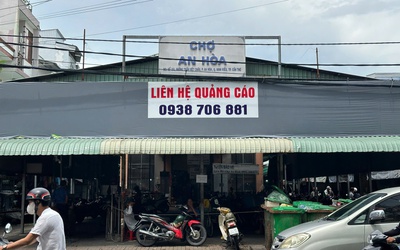 CHỢ
AN HÒA
LIÊN HỆ QUẢNG CÁO
0938 706 881